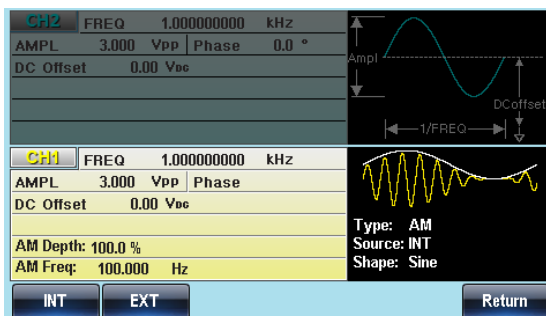 CH2 FREQ 1.000000000 kHz
AMPL 3.000 Vpp Phase 0.0 °
DC Offset 0.00 VDC
Ampl
DCoffset
1/FREQ
CH1 FREQ 1.000000000 kHz
AMPL 3.000 Vpp Phase
DC Offset 0.00 VDC
AM Depth: 100.0 %
AM Freq: 100.000 Hz
Type: AM
Source: INT
Shape: Sine
INT EXT Return